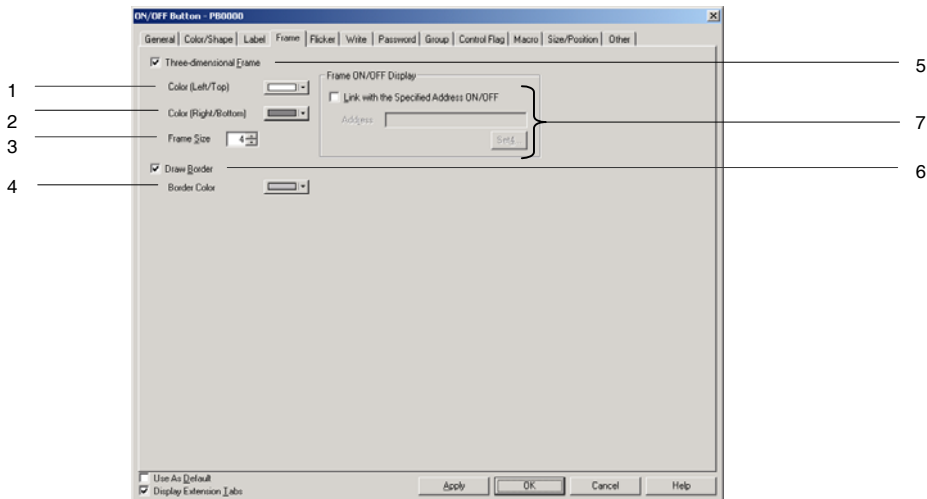 ON/OFF Button - PB0000
General Color/Shape Label Frame Flicker Write Password Group Control Flag Macro Size/Position Other
Three-dimensional Frame
5
Frame ON/OFF Display
1
Color (Left/Top)
Link with the Specified Address ON/OFF
2
Color (Right/Bottom)
Address
7
3
Frame Size
4
Set
Draw Border
6
4
Border Color
Use As Default
Display Extension Tabs
Apply
OK
Cancel
Help